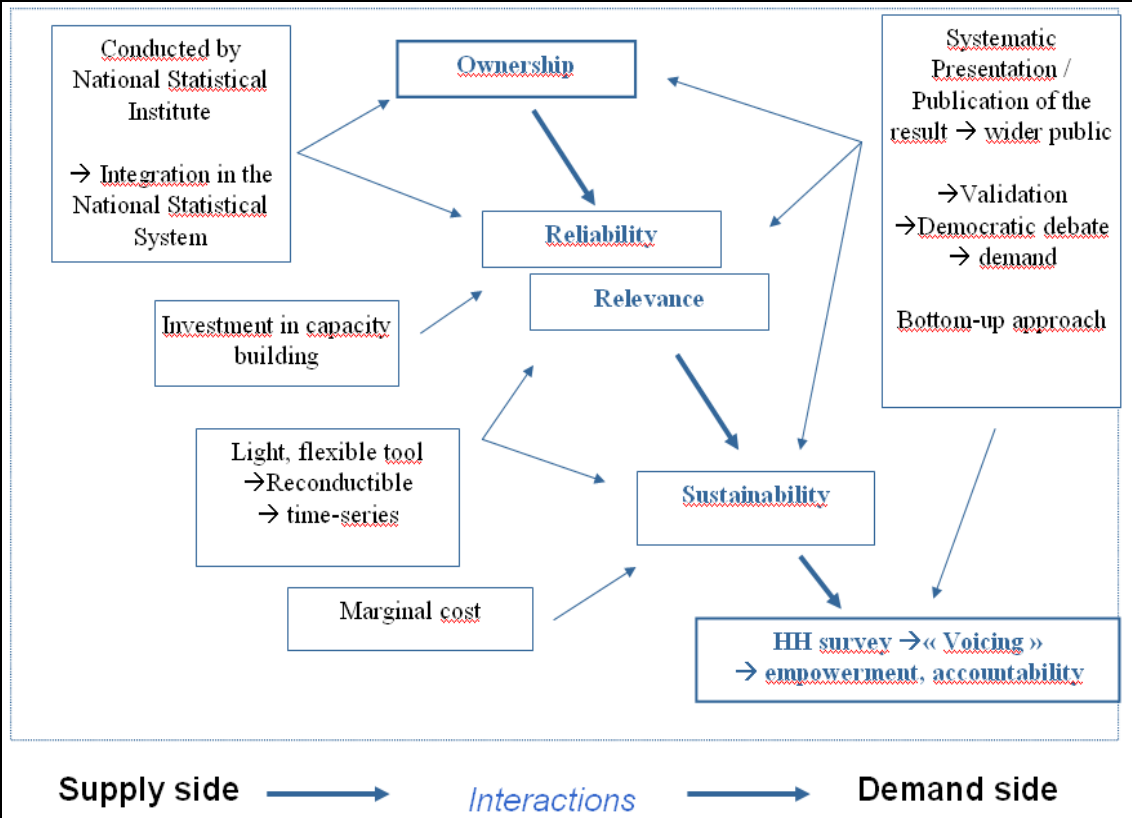 Conducted by
National Statistical
Institute
→ Integration in the
National Statistical
System
Ownership
Systematic
Presentation /
Publication of the
result → wider public
→Validation
→Democratic debate
→ demand
Bottom-up approach
Reliability
Relevance
Investment in capacity
building
Light, flexible tool
→Reconductible
→ time-series
Sustainability
Marginal cost
HH survey →« Voicing »
→ empowerment, accountability
Supply side
Interactions
Demand side